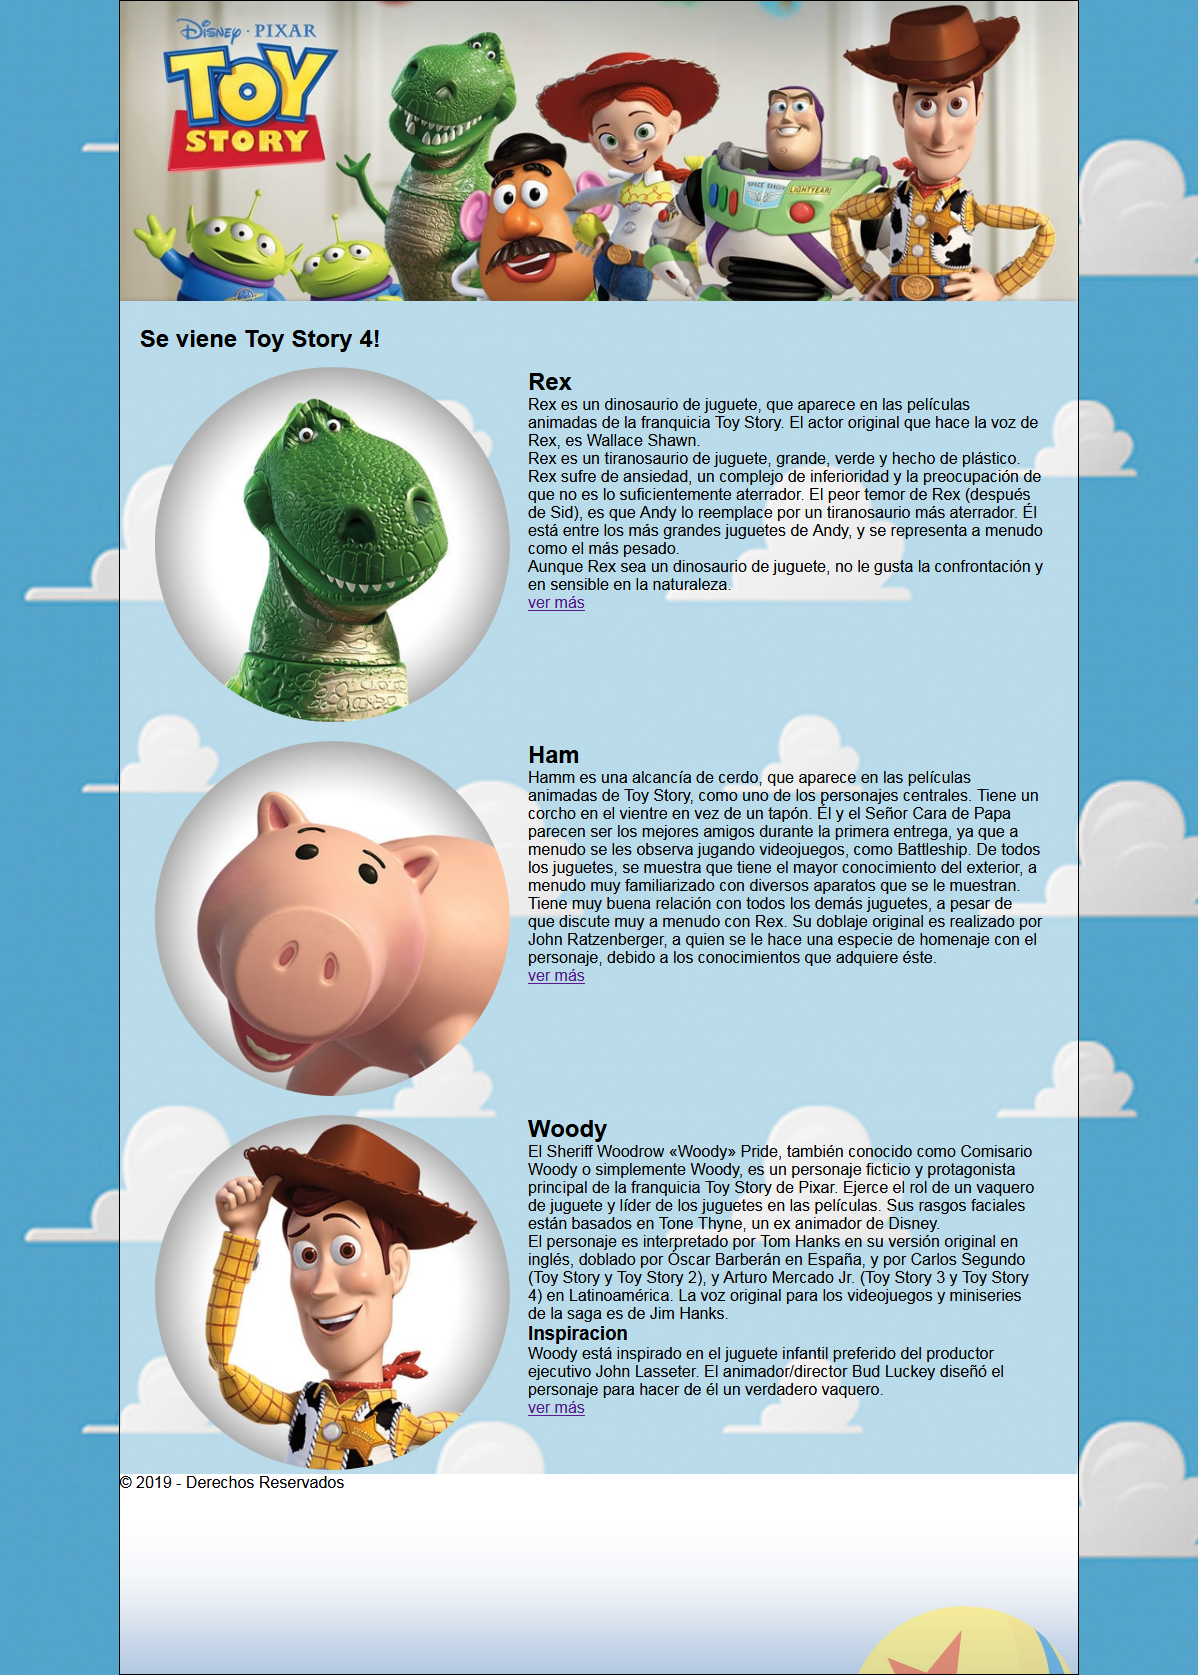 DISNEY · PIXAR
TOY
STORY
SPACE RANGER
LIGHTYEAR
Se viene Toy Story 4!
Rex
Rex es un dinosaurio de juguete, que aparece en las películas
animadas de la franquicia Toy Story. El actor original que hace la voz de
Rex, es Wallace Shawn.
Rex es un tiranosaurio de juguete, grande, verde y hecho de plástico.
Rex sufre de ansiedad, un complejo de inferioridad y la preocupación de
que no es lo suficientemente aterrador. El peor temor de Rex (después
de Sid), es que Andy lo reemplace por un tiranosaurio más aterrador. Él
está entre los más grandes juguetes de Andy, y se representa a menudo
como el más pesado.
Aunque Rex sea un dinosaurio de juguete, no le gusta la confrontación y
en sensible en la naturaleza.
ver más
Ham
Hamm es una alcancía de cerdo, que aparece en las películas
animadas de Toy Story, como uno de los personajes centrales. Tiene un
corcho en el vientre en vez de un tapón. Él y el Señor Cara de Papa
parecen ser los mejores amigos durante la primera entrega, ya que a
menudo se les observa jugando videojuegos, como Battleship. De todos
los juguetes, se muestra que tiene el mayor conocimiento del exterior, a
menudo muy familiarizado con diversos aparatos que se le muestran.
Tiene muy buena relación con todos los demás juguetes, a pesar de
que discute muy a menudo con Rex. Su doblaje original es realizado por
John Ratzenberger, a quien se le hace una especie de homenaje con el
personaje, debido a los conocimientos que adquiere éste.
ver más
Woody
El Sheriff Woodrow «Woody» Pride, también conocido como Comisario
Woody o simplemente Woody, es un personaje ficticio y protagonista
principal de la franquicia Toy Story de Pixar. Ejerce el rol de un vaquero
de juguete y líder de los juguetes en las películas. Sus rasgos faciales
están basados en Tone Thyne, un ex animador de Disney.
El personaje es interpretado por Tom Hanks en su versión original en
inglés, doblado por Óscar Barberán en España, y por Carlos Segundo
(Toy Story y Toy Story 2), y Arturo Mercado Jr. (Toy Story 3 y Toy Story
4) en Latinoamérica. La voz original para los videojuegos y miniseries
de la saga es de Jim Hanks.
Inspiracion
Woody está inspirado en el juguete infantil preferido del productor
ejecutivo John Lasseter. El animador/director Bud Luckey diseñó el
personaje para hacer de él un verdadero vaquero.
ver más
© 2019 - Derechos Reservados